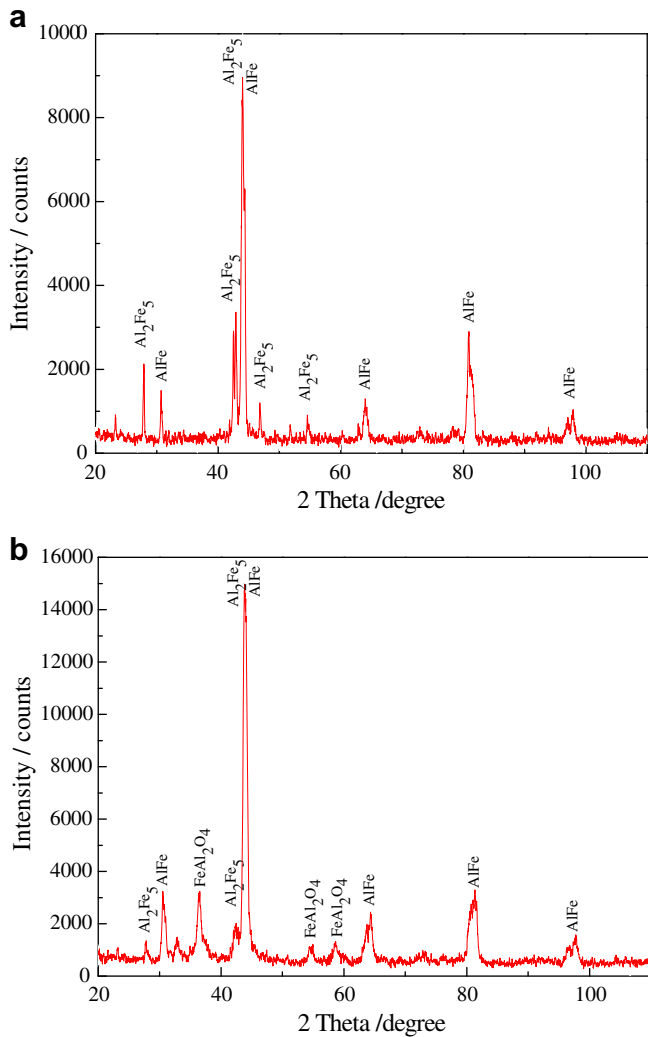 a
10000
8000
6000
4000
2000
0
Intensity / counts
Al2Fe5
AlFe
Al2Fe5
AlFe
Al2Fe5
Al2Fe5
Al2Fe5
AlFe
AlFe
AlFe
20 40 60 80 100
2 Theta /degree
b
16000
14000
12000
10000
8000
6000
4000
2000
0
Intensity / counts
Al2Fe5
AlFe
FeAl2O4
Al2Fe5
Al2Fe5
AlFe
FeAl2O4
FeAl2O4
AlFe
AlFe
AlFe
20 40 60 80 100
2 Theta /degree